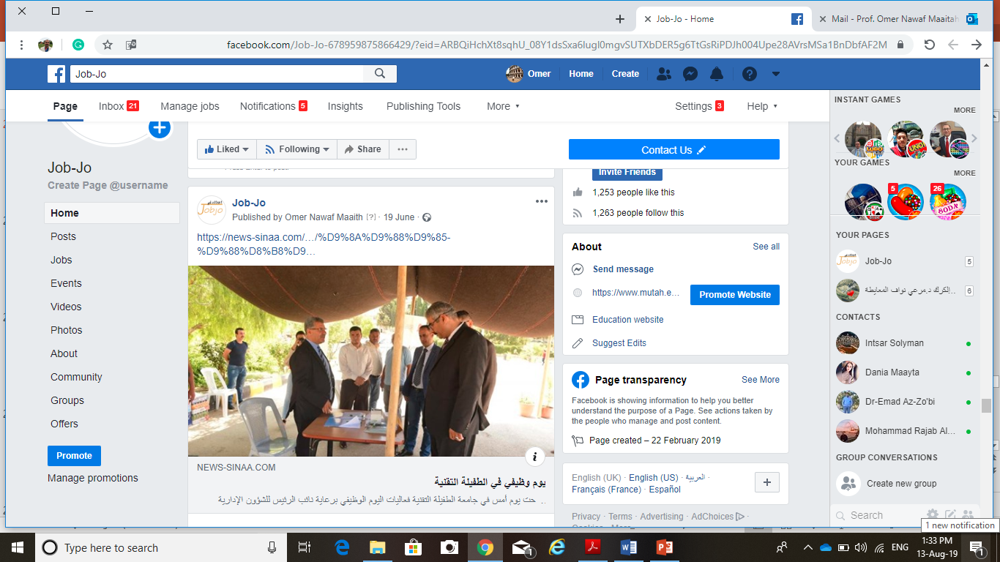 Job-Jo - Home
Mail - Prof. Omer Nawaf Maaitah
facebook.com/Job-Jo-678959875866429/?eid=ARBQiHchXt8sqhU_08Y1dsSxa6lugI0mgvSUTXbDER5g6TtGsRiPDJh004Upe28AVrsMSa1BnDbfAF2M
Job-Jo
Omer
Home
Create
Page
Inbox 21
Manage jobs
Notifications 5
Insights
Publishing Tools
More
Settings 3
Help
Job-Jo
Create Page @username
Home
Posts
Jobs
Events
Videos
Photos
About
Community
Groups
Offers
Promote
Manage promotions
Liked
Following
Share
Contact Us
Job-Jo
Published by Omer Nawaf Maaith [?] · 19 June ·
https://news-sinaa.com/…/%D9%8A%D9%88%D9%85-
%D9%88%D8%B8%D9…
NEWS-SINAA.COM
يوم وظيفي في الطفيلة التقنية
حت يوم أمس في جامعة الطفيلة التقنية فعاليات اليوم الوظيفي برعاية نائب الرئيس للشؤون الإدارية ..
Invite Friends
1,253 people like this
1,263 people follow this
About
See all
Send message
https://www.mutah.e...
Promote Website
Education website
Suggest Edits
Page transparency
See More
Facebook is showing information to help you better
understand the purpose of a Page. See actions taken by
the people who manage and post content.
Page created – 22 February 2019
English (UK) · English (US) · العربية ·
Français (France) · Español
Privacy · Terms · Advertising · AdChoices ·
INSTANT GAMES
MORE
YOUR GAMES
MORE
5
26
SODA
YOUR PAGES
Job-Jo
5
الكرك د.مرعي نواف المعايطة...
6
CONTACTS
Intsar Solyman
Dania Maayta
Dr-Emad Az-Zo'bi
Mohammad Rajab Al...
GROUP CONVERSATIONS
Create new group
Search
1 new notification
Type here to search
1
ENG
1:33 PM
13-Aug-19
1